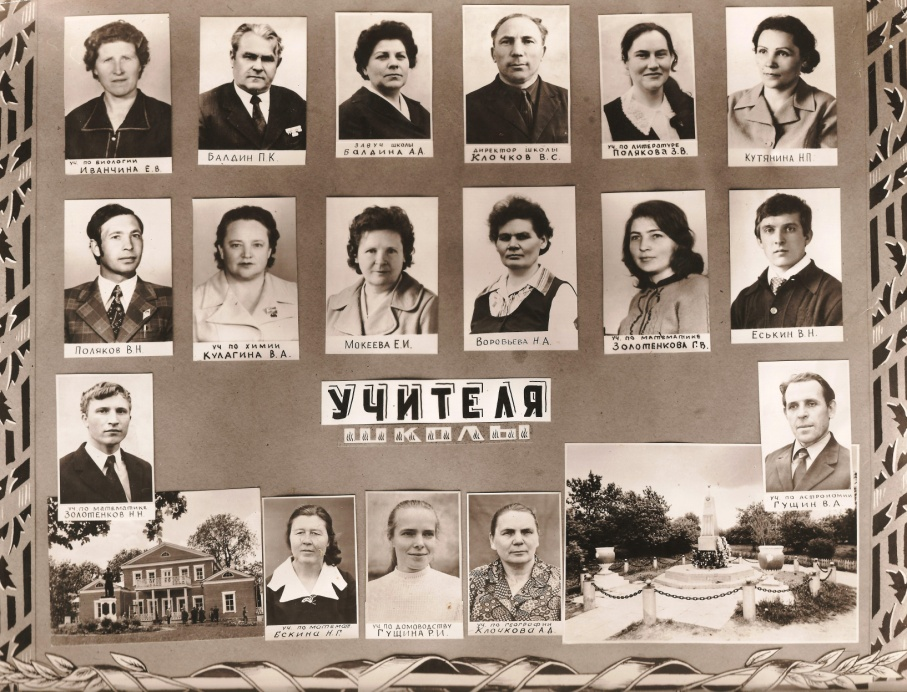 УЧ ПО БИОЛОГИИ
ИВАНЧИНА Е.В.
БАЛДИН П.К.
ЗАВУЧ ШКОЛЫ
БАЛДИНА А.А
ДИРЕКТОР ШКОЛЫ
КЛОЧКОВ В.С.
УЧ ПО ЛИТЕРАТУРЕ
ПОЛЯКОВА З.В.
КУТЯНИНА Н.П.
ПОЛЯКОВ В.Н
УЧ ПО ХИМИИ
КУЛАГИНА В.А.
МОКЕЕВА Е.И.
ВОРОБЬЕВА Н.Д.
УЧ ПО МАТЕМАТИКЕ
ЗОЛОТЕНКОВА Г.В.
ЕСЬКИН В.Н.
УЧИТЕЛЯ
ШКОЛЫ
УЧ ПО МАТЕМАТИКЕ
ЗОЛОТЕНКОВ Н.Н
УЧ ПО АСТРОНОМИИ
ГУЩИН В.А.
УЧ ПО МАТЕМАТ.
ЕСКИНА Н.Г.
УЧ ПО ДОМОВОДСТВУ
ГУЩИНА Р.И.
УЧ ПО ГЕОГРАФИИ
КЛОЧКОВА А.Д.